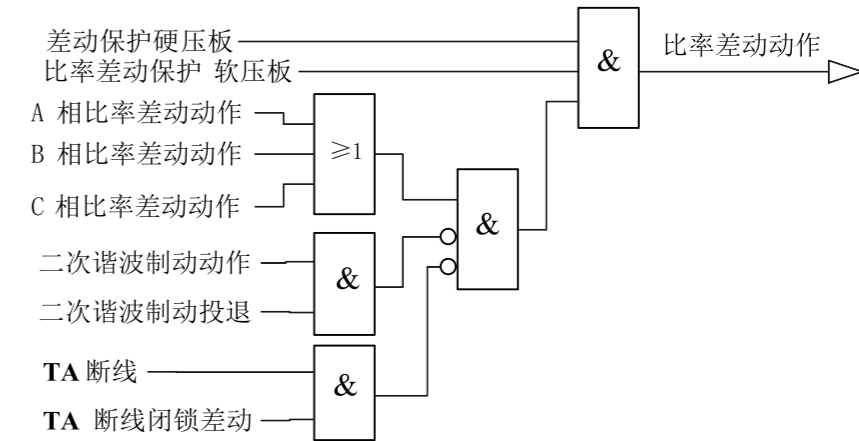 差动保护硬压板
比率差动保护 软压板
&
比率差动动作
A 相比率差动动作
B 相比率差动动作
≥1
C 相比率差动动作
&
二次谐波制动动作
&
二次谐波制动投退
TA 断线
&
TA 断线闭锁差动